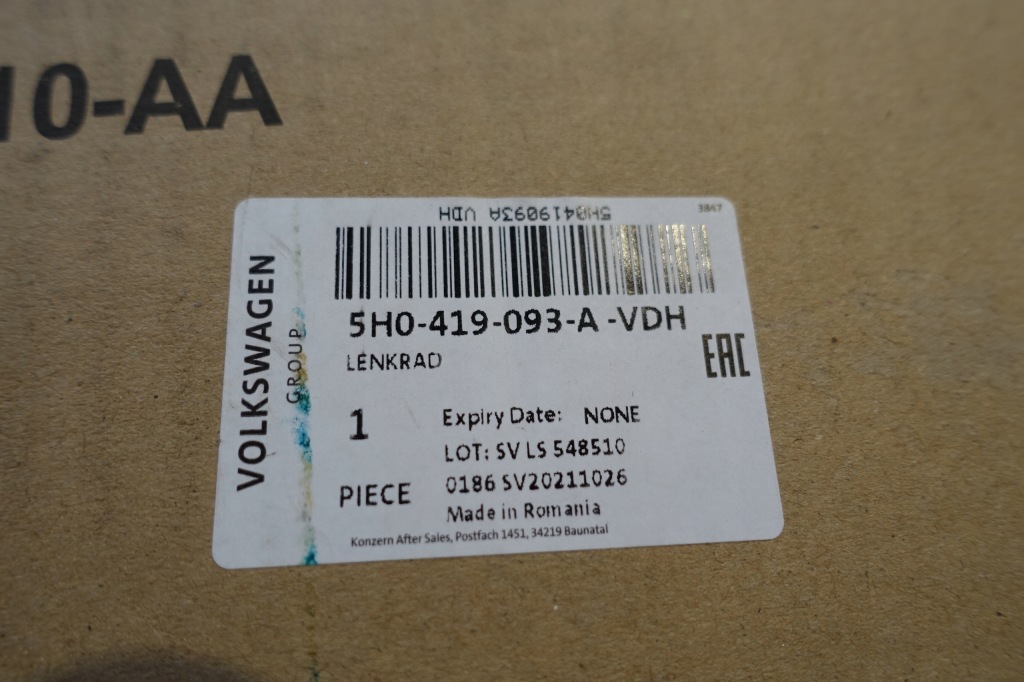 10-AA
5H0419093A VDH
3867
VOLKSWAGEN
GROUP
5H0-419-093-A -VDH
LENKRAD
EAC
1
Expiry Date: NONE
LOT: SV LS 548510
PIECE
0186 SV20211026
Made in Romania
Konzern After Sales, Postfach 1451, 34219 Baunatal